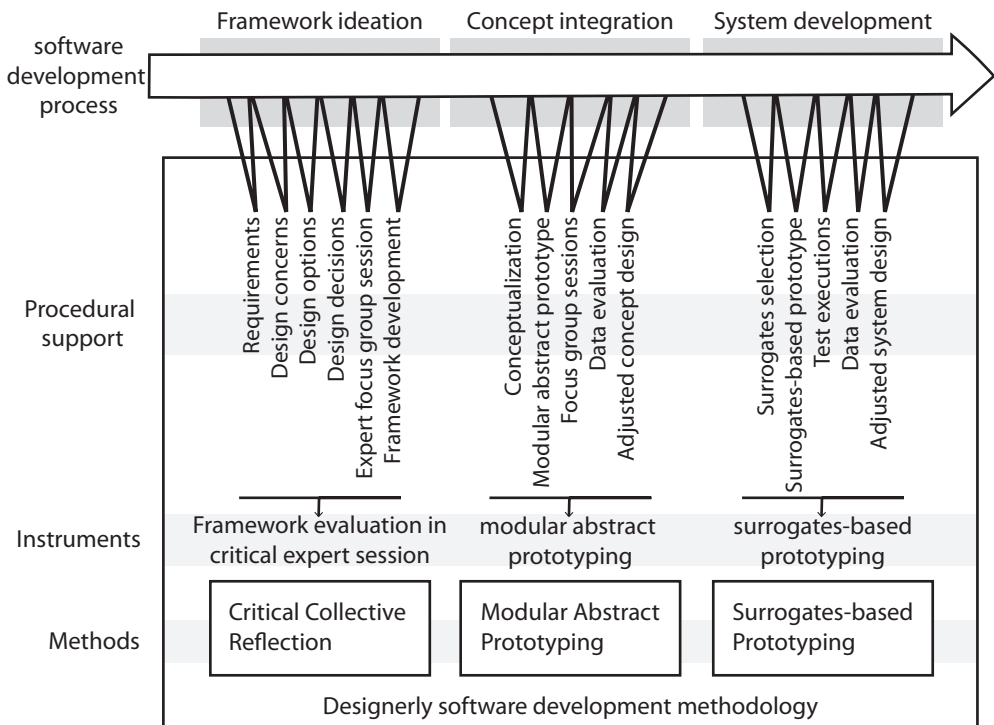 Framework ideation
Concept integration
System development
software
development
process
Requirements
Design concerns
Design options
Design decisions
Expert focus group session
Framework development
Conceptualization
Modular abstract prototype
Focus group sessions
Data evaluation
Adjusted concept design
Surrogates selection
Surrogates-based prototype
Test executions
Data evaluation
Adjusted system design
Procedural
support
Instruments
Framework evaluation in
critical expert session
modular abstract
prototyping
surrogates-based
prototyping
Methods
Critical Collective
Reflection
Modular Abstract
Prototyping
Surrogates-based
Prototyping
Designerly software development methodology